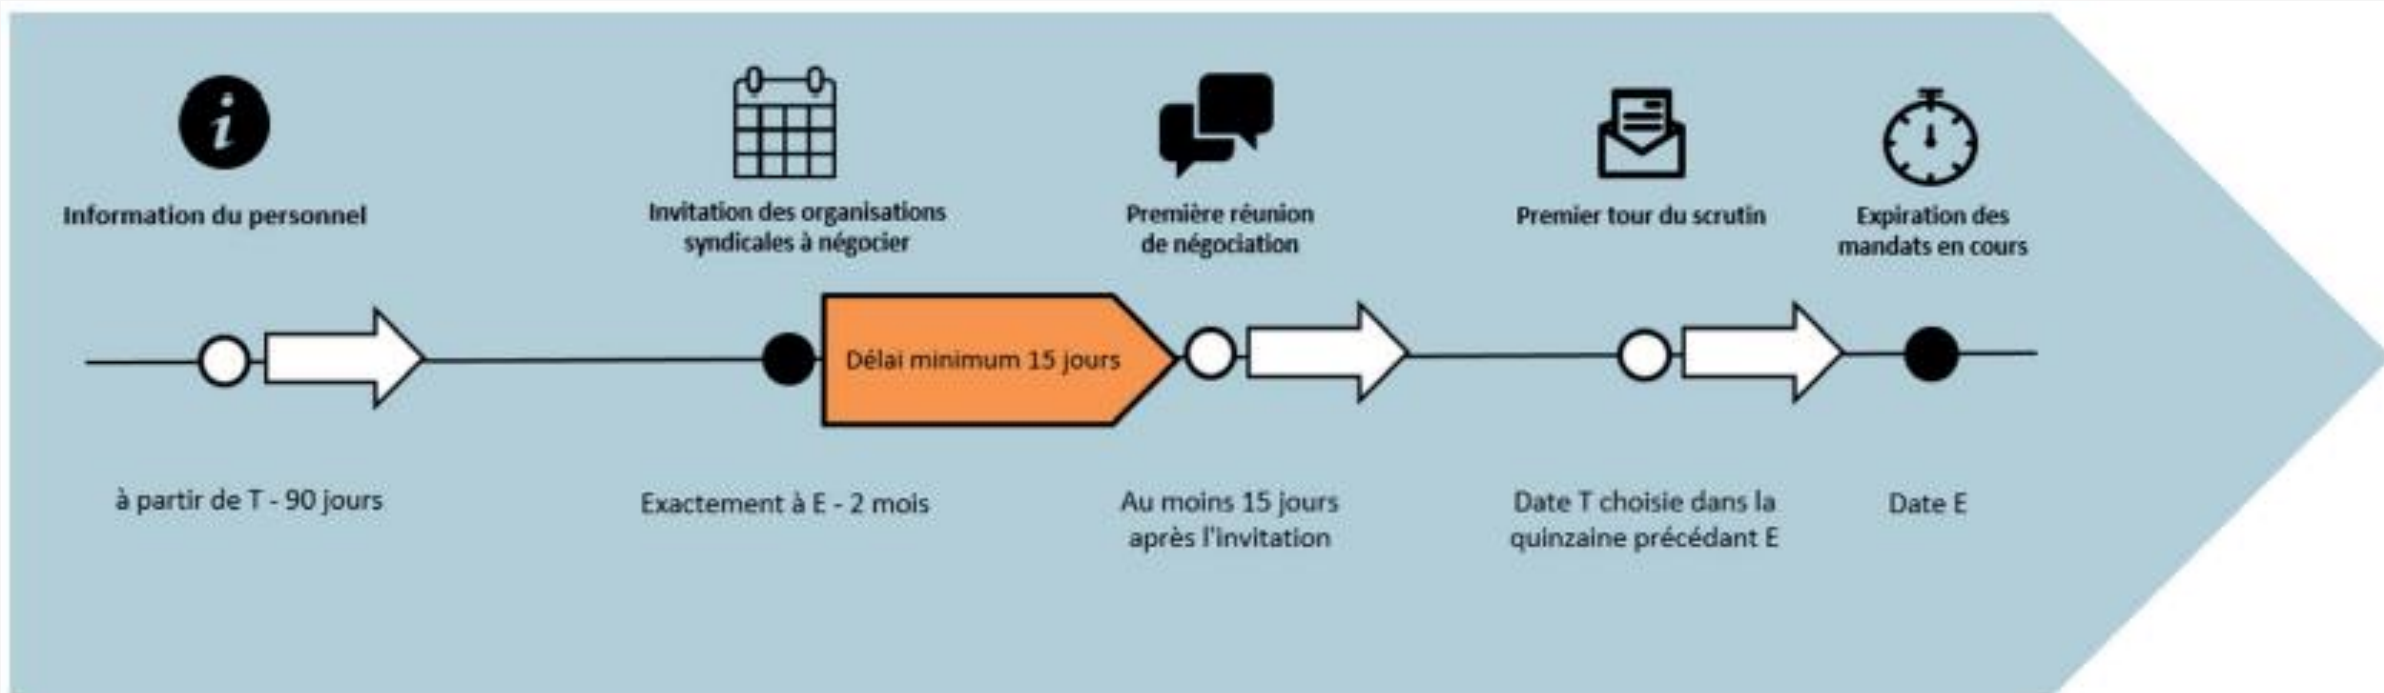 Information du personnel
Invitation des organisations
syndicales à négocier
Première réunion
de négociation
Premier tour du scrutin
Expiration des
mandats en cours
Délai minimum 15 jours
à partir de T - 90 jours
Exactement à E - 2 mois
Au moins 15 jours
après l'invitation
Date T choisie dans la
quinzaine précédant E
Date E